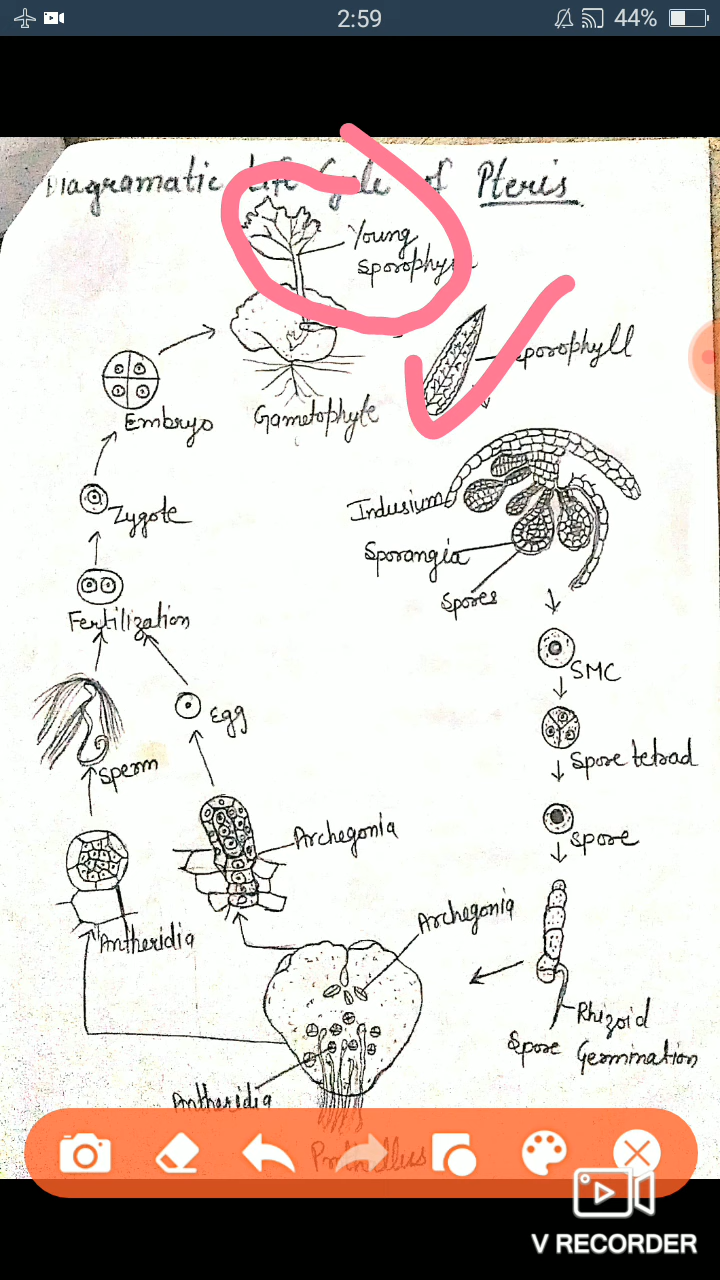 2:59
44%
Diagramatic Life Cycle of Pteris
Young
Sporophyte
Sporophyll
Embryo
Gametophyte
Zygote
Indusium
Sporangia
Spores
Fertilization
SMC
Egg
Spore tetrad
Sperm
Spore
Archegonia
Archegonia
Antheridia
Rhizoid
Spore Germination
Antheridia
Prothallus
V RECORDER